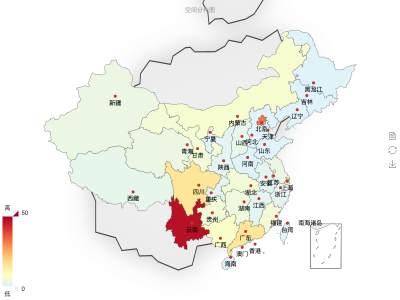 空间分布图
黑龙江
吉林
新疆
辽宁
内蒙古
北京
天津
宁夏
山西
河北
山东
青海
甘肃
陕西
河南
安徽
江苏
上海
四川
西藏
重庆
湖北
浙江
湖南
江西
贵州
福建
南海诸岛
云南
台湾
广西
广东
澳门
香港
海南
高
50
0
低